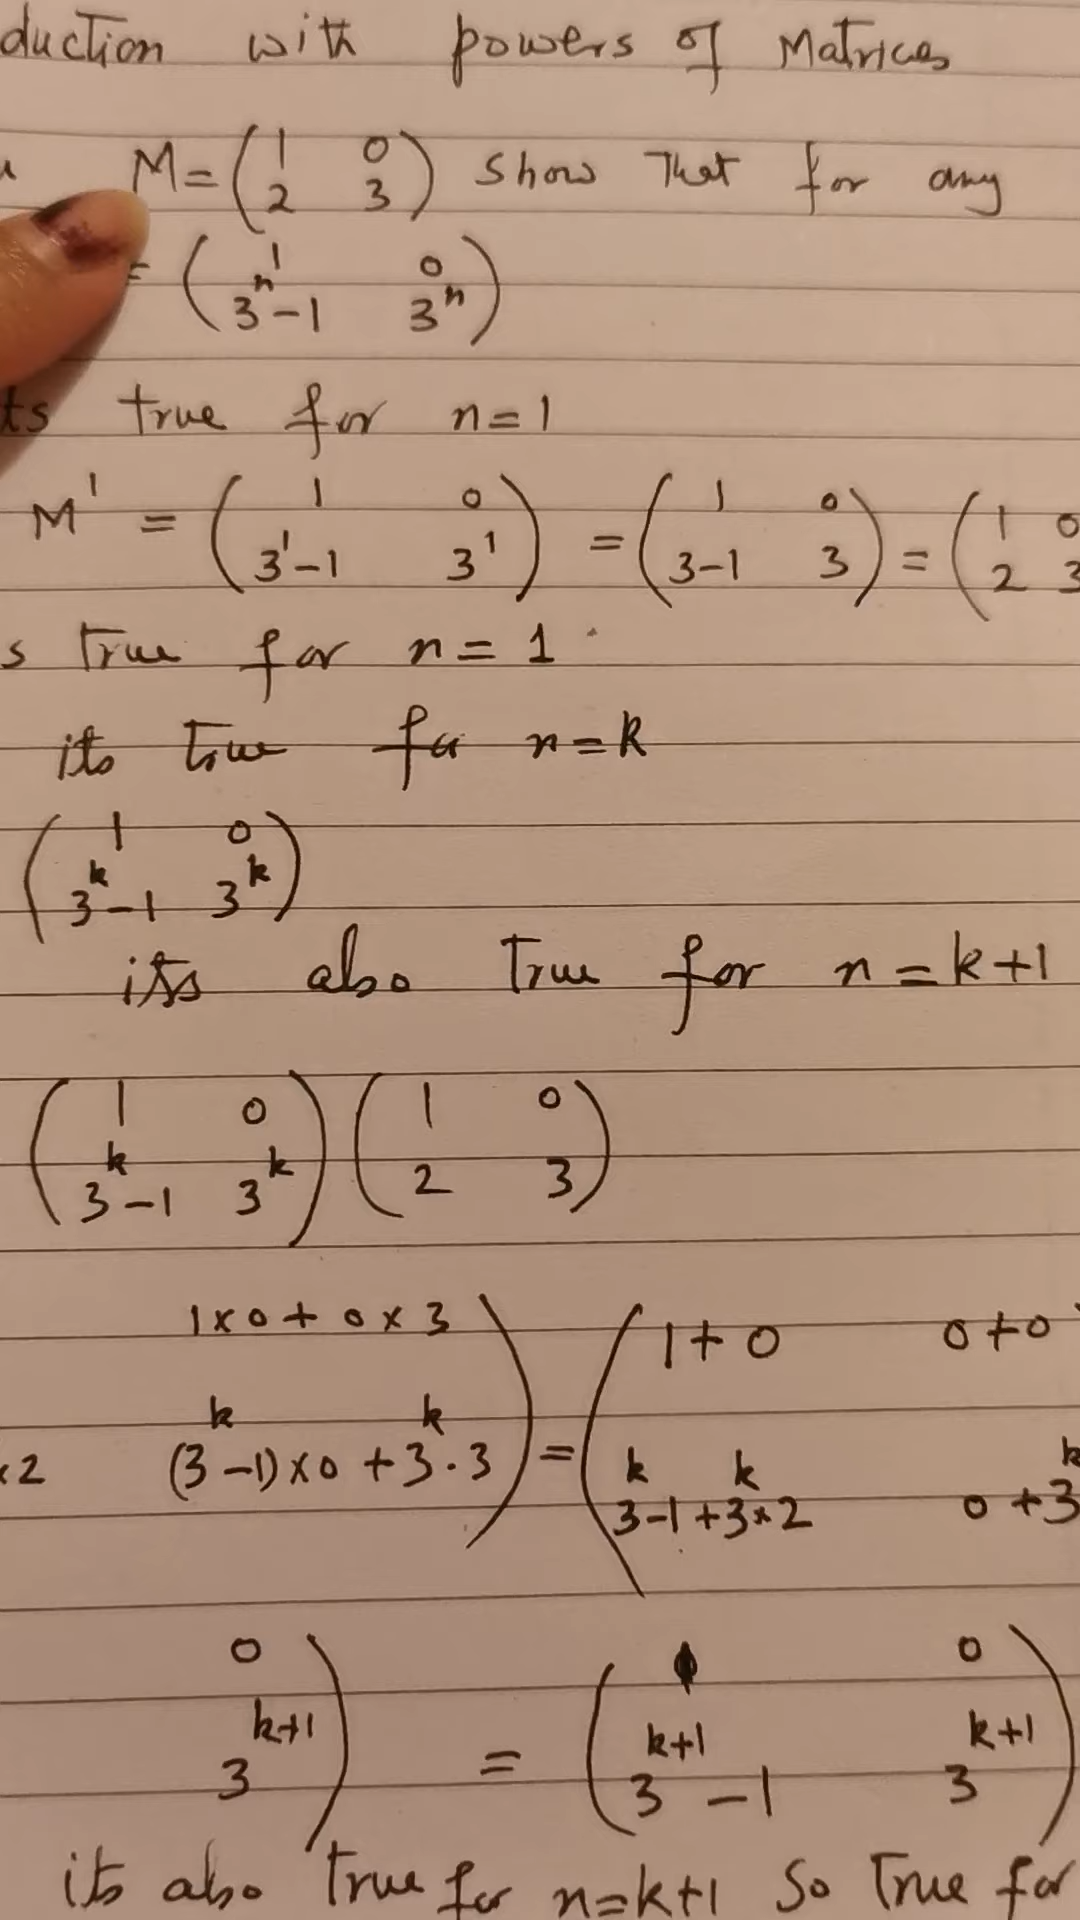 duction with powers of Matrices
M = ( 1 0 ; 2 3 ) show that for any
= ( 1 0 ; 3ⁿ-1 3ⁿ )
ts true for n=1
M¹ = ( 1 0 ; 3¹-1 3¹ ) = ( 1 0 ; 3-1 3 ) = ( 1 0 ; 2 3
s true for n = 1
its true for n=k
( 1 0 ; 3ᵏ-1 3ᵏ )
its also true for n = k+1
( 1 0 ; 3ᵏ-1 3ᵏ ) ( 1 0 ; 2 3 )
1×0 + 0×3 ; ×2 (3ᵏ-1)×0 + 3ᵏ·3 ) = ( 1+0 0+0 ; 3ᵏ-1+3ᵏ×2 0+3ᵏ
0 ; 3ᵏ⁺¹ ) = ( 1 0 ; 3ᵏ⁺¹-1 3ᵏ⁺¹ )
its also true for n=k+1 So true for